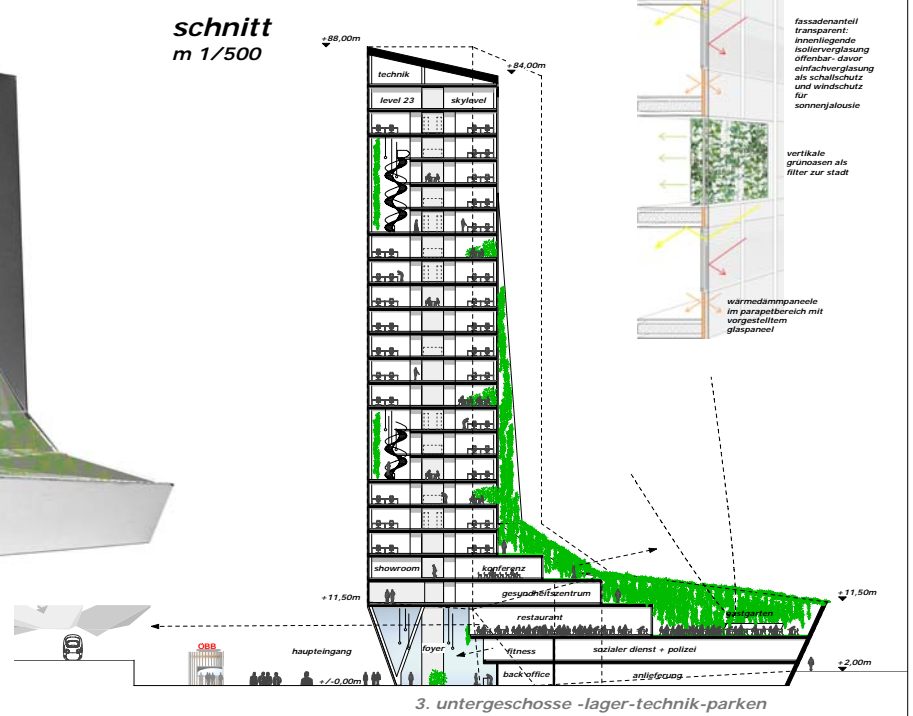 schnitt
m 1/500
+88,00m
+84,00m
technik
level 23 skylevel
fassadenanteil
transparent:
innenliegende
isolierverglasung
öffenbar- davor
einfachverglasung
als schallschutz
und windschutz
für
sonnenjalousie
vertikale
grünoasen als
filter zur stadt
wärmedämmpaneele
im parapetbereich mit
vorgestelltem
glaspaneel
showroom konferenz
gesundheitszentrum
+11,50m
+11,50m
restaurant
gastgarten
ÖBB
haupteingang
foyer
fitness
sozialer dienst + polizei
+2,00m
+/-0,00m
back office
anlieferung
3. untergeschosse -lager-technik-parken